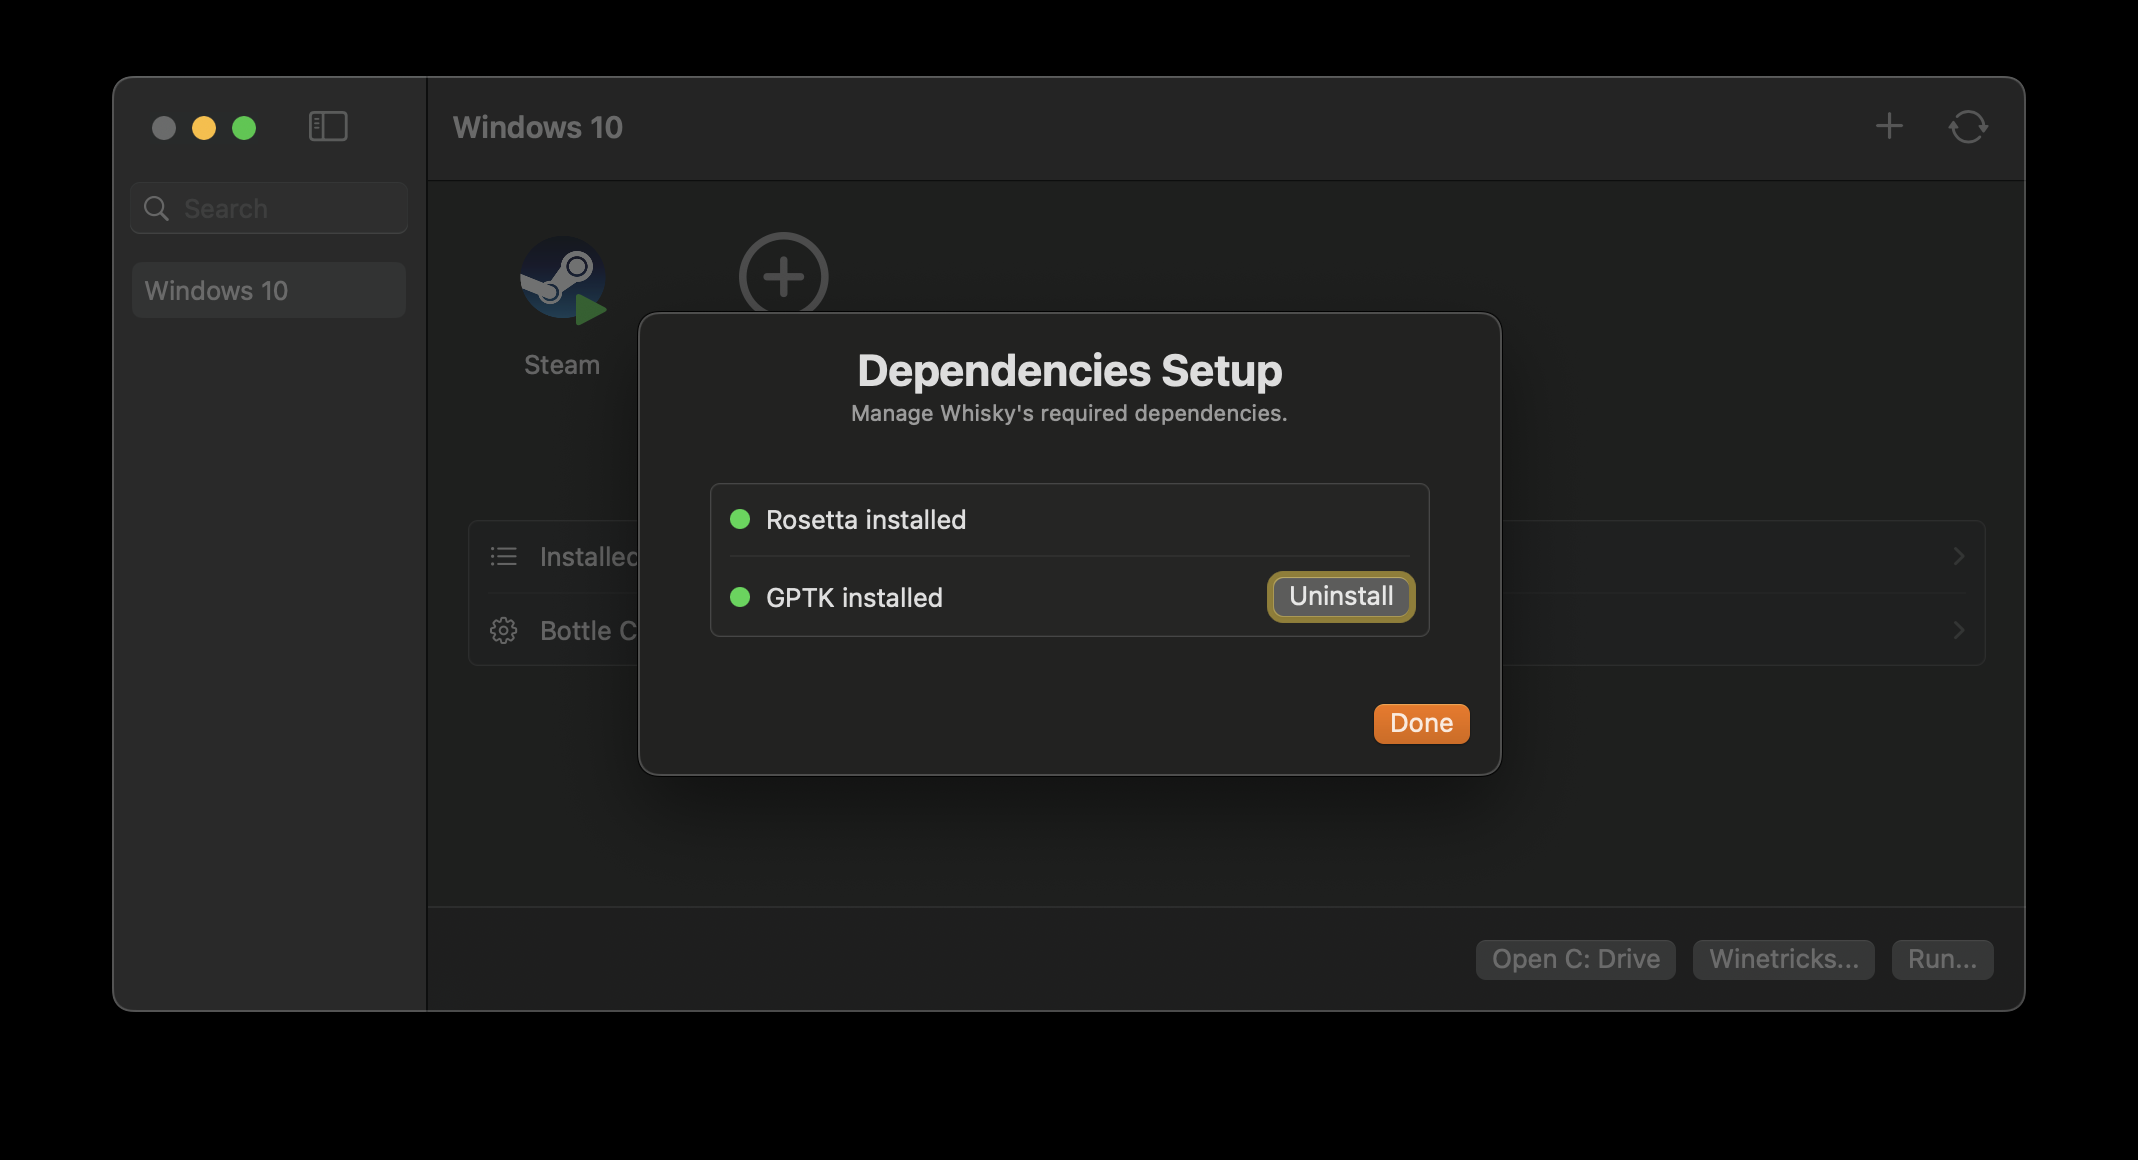 Windows 10
Search
Windows 10
Steam
Dependencies Setup
Manage Whisky's required dependencies.
Rosetta installed
GPTK installed
Uninstall
Installed
Bottle C
Done
Open C: Drive
Winetricks...
Run...